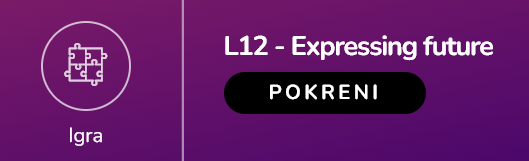 Igra
L12 - Expressing future
POKRENI